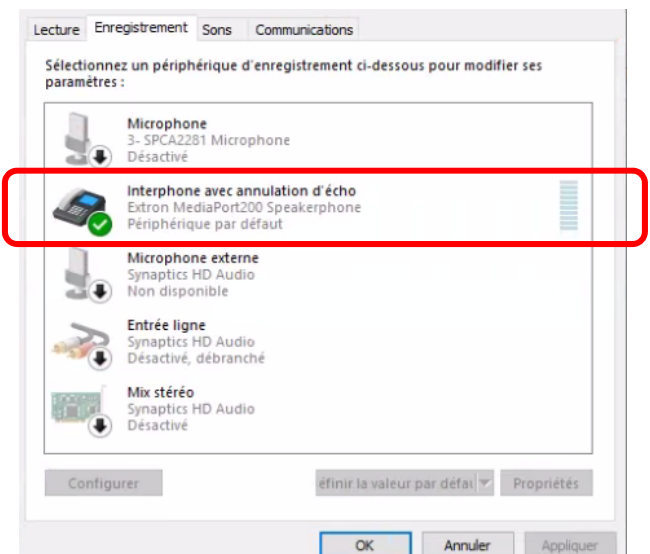 Lecture Enregistrement Sons Communications
Sélectionnez un périphérique d'enregistrement ci-dessous pour modifier ses
paramètres :
Microphone
3- SPCA2281 Microphone
Désactivé
Interphone avec annulation d'écho
Extron MediaPort200 Speakerphone
Périphérique par défaut
Microphone externe
Synaptics HD Audio
Non disponible
Entrée ligne
Synaptics HD Audio
Désactivé, débranché
Mix stéréo
Synaptics HD Audio
Désactivé
Configurer éfinir la valeur par défau Propriétés
OK Annuler Appliquer